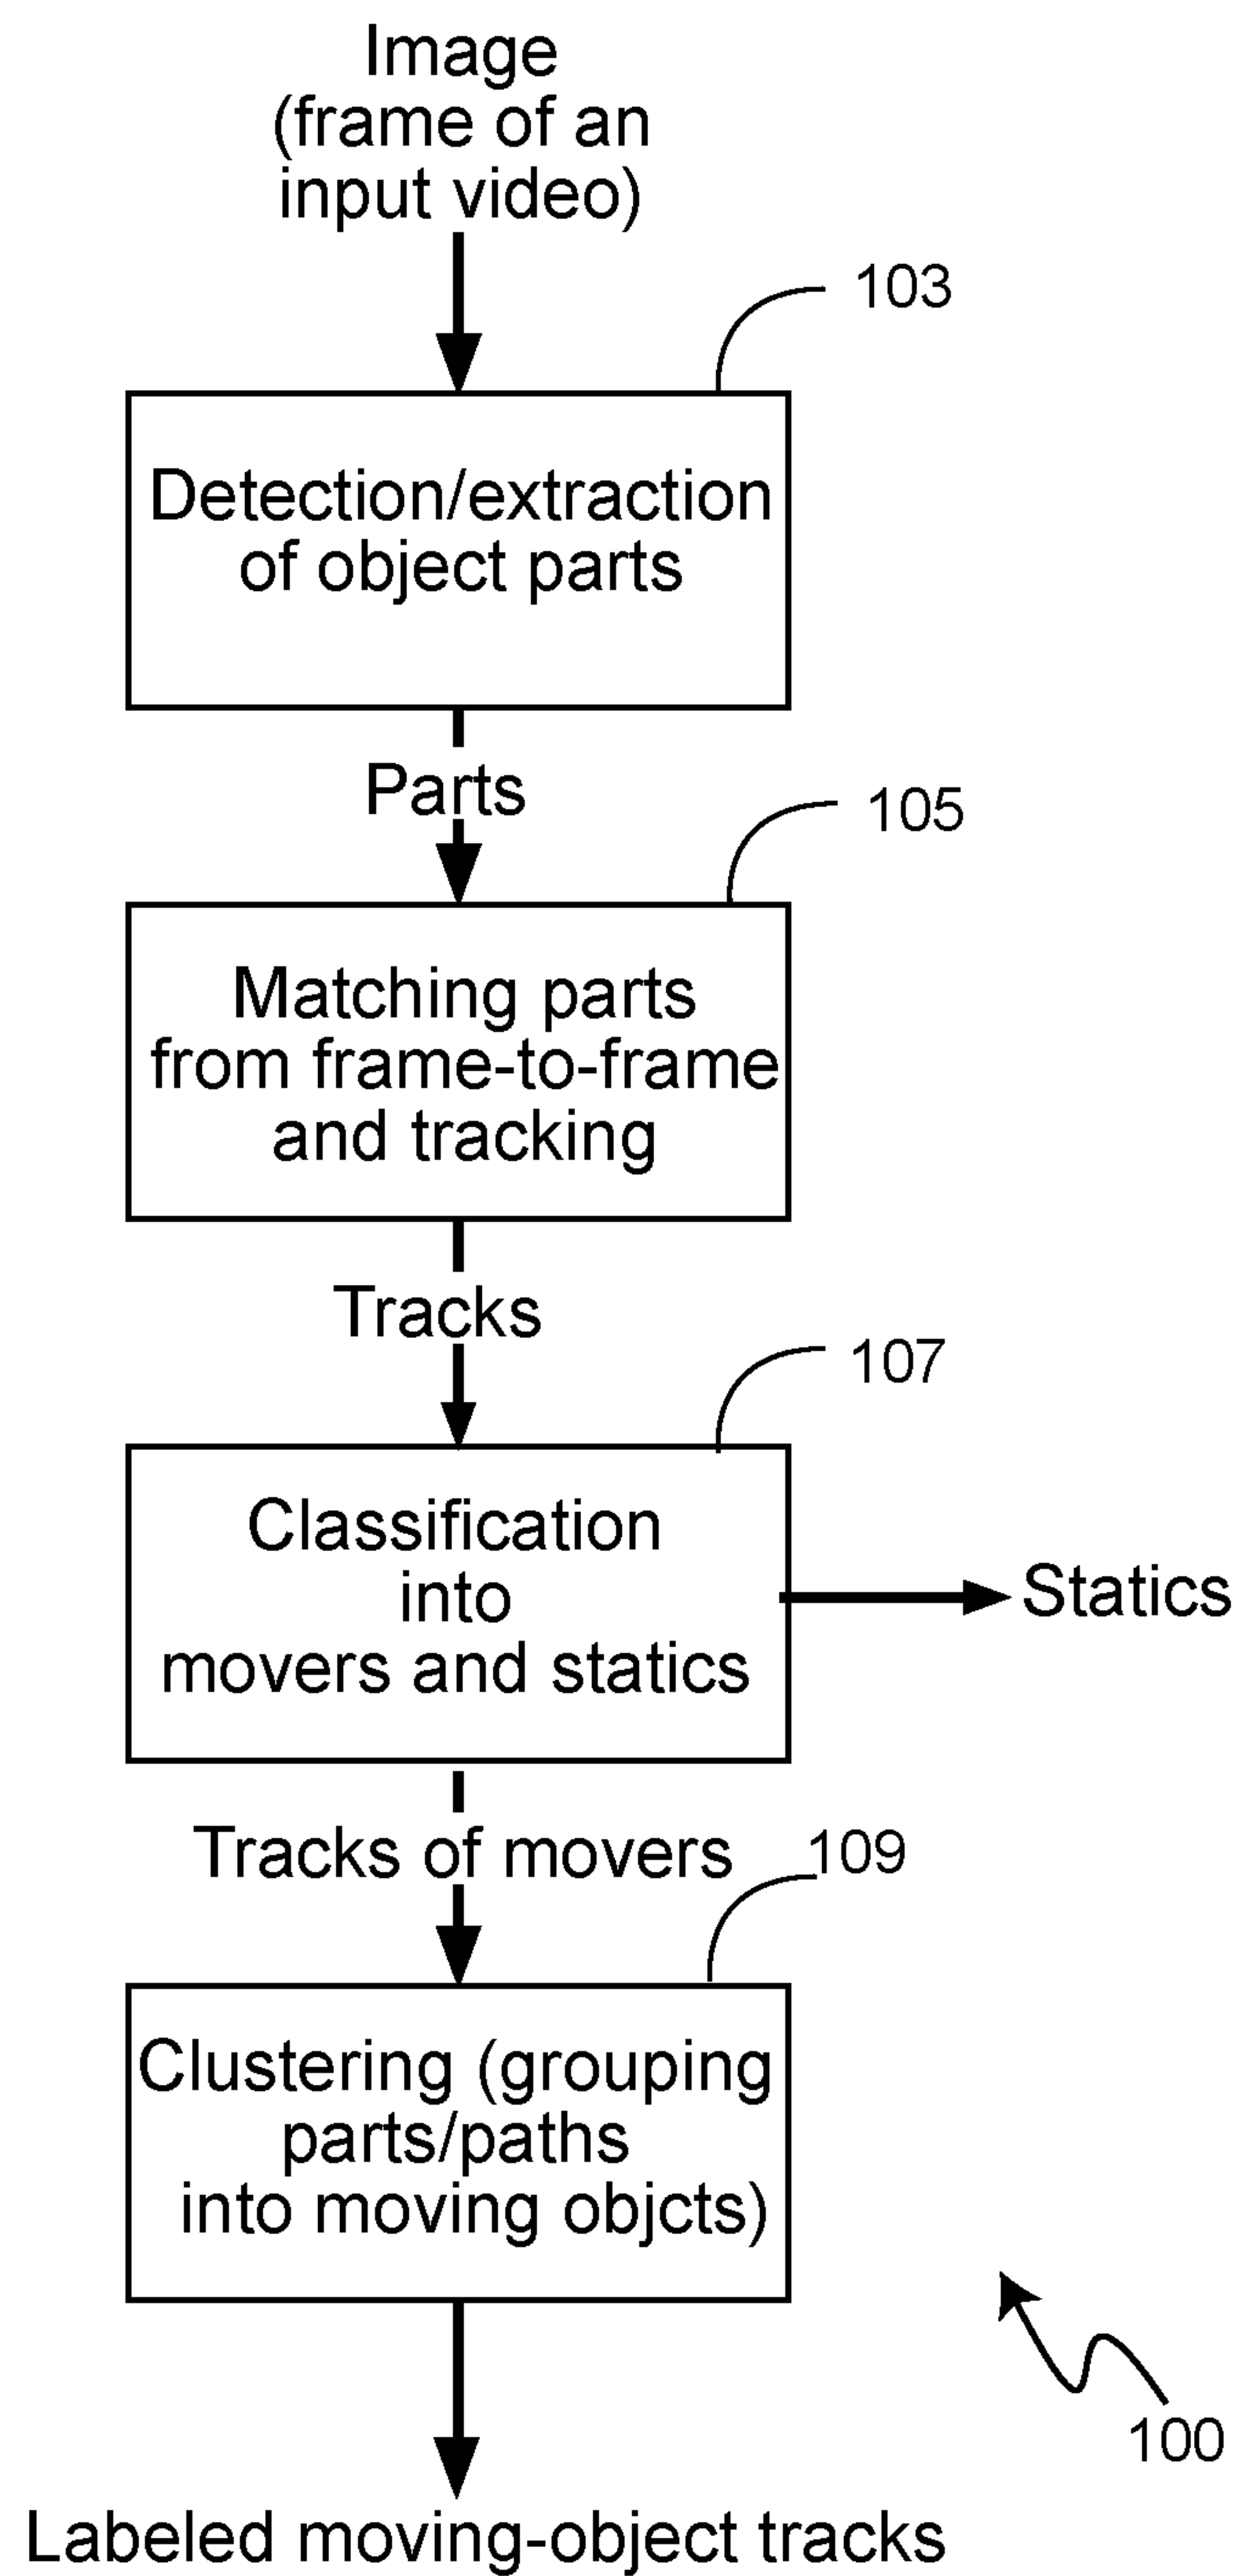 Image
(frame of an
input video)
103
Detection/extraction
of object parts
Parts
105
Matching parts
from frame-to-frame
and tracking
Tracks
107
Classification
into
movers and statics
Statics
Tracks of movers
109
Clustering (grouping
parts/paths
into moving objcts)
100
Labeled moving-object tracks